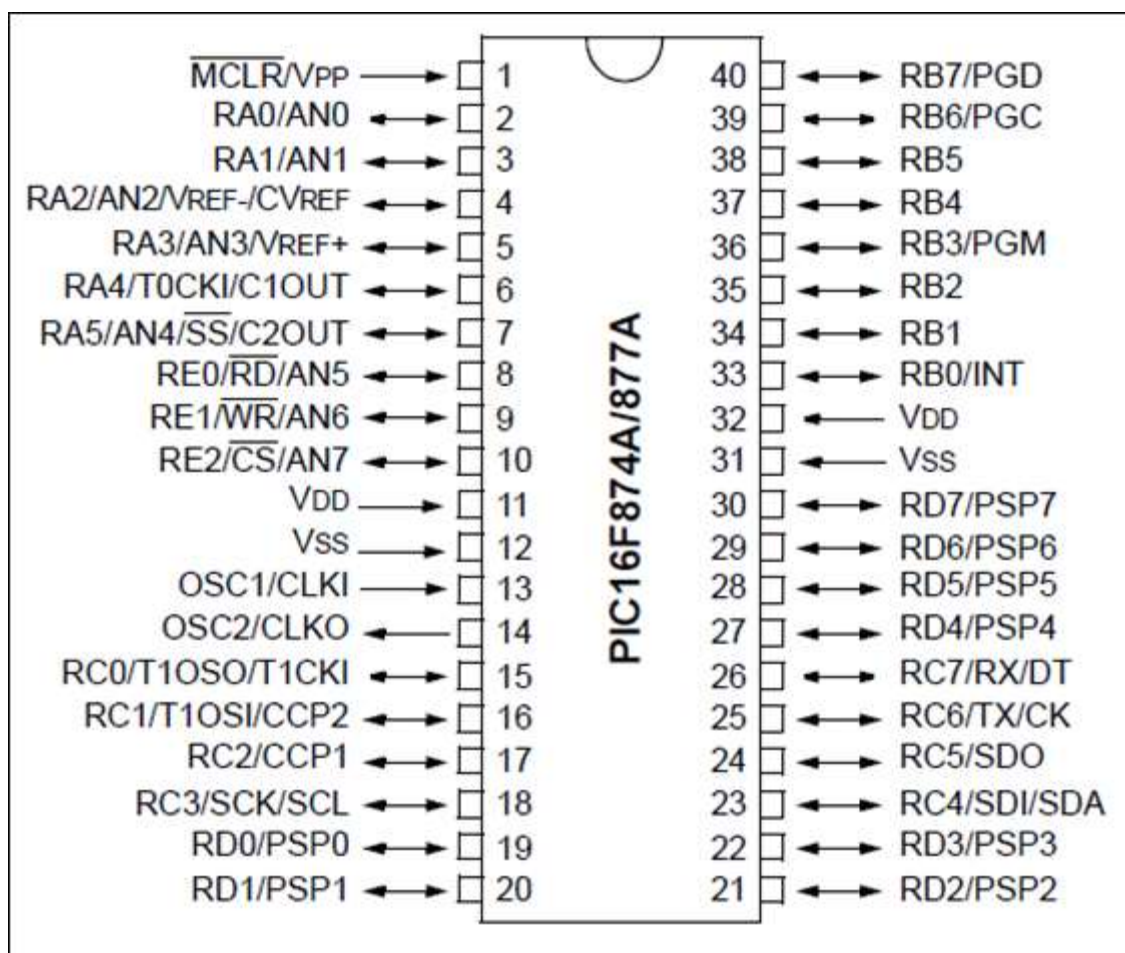 M̅C̅L̅R̅/VPP 1 40 RB7/PGD
RA0/AN0 2 39 RB6/PGC
RA1/AN1 3 38 RB5
RA2/AN2/VREF-/CVREF 4 37 RB4
RA3/AN3/VREF+ 5 36 RB3/PGM
RA4/T0CKI/C1OUT 6 35 RB2
RA5/AN4/S̅S̅/C2OUT 7 34 RB1
RE0/R̅D̅/AN5 8 33 RB0/INT
RE1/W̅R̅/AN6 9 32 VDD
RE2/C̅S̅/AN7 10 31 VSS
VDD 11 30 RD7/PSP7
VSS 12 29 RD6/PSP6
OSC1/CLKI 13 28 RD5/PSP5
OSC2/CLKO 14 27 RD4/PSP4
RC0/T1OSO/T1CKI 15 26 RC7/RX/DT
RC1/T1OSI/CCP2 16 25 RC6/TX/CK
RC2/CCP1 17 24 RC5/SDO
RC3/SCK/SCL 18 23 RC4/SDI/SDA
RD0/PSP0 19 22 RD3/PSP3
RD1/PSP1 20 21 RD2/PSP2
PIC16F874A/877A